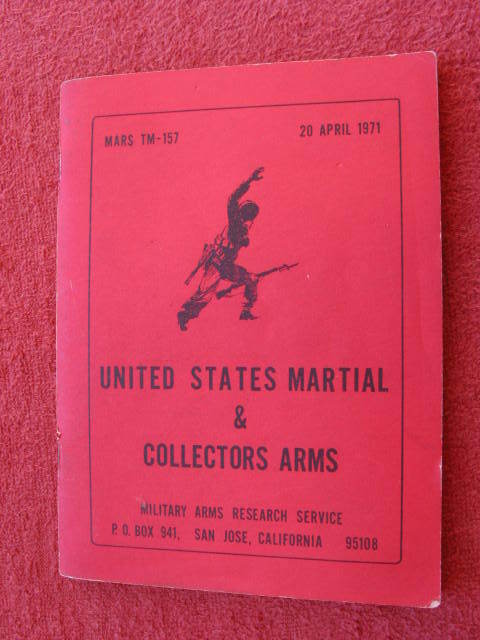 MARS TM-157 20 APRIL 1971
UNITED STATES MARTIAL
&
COLLECTORS ARMS
MILITARY ARMS RESEARCH SERVICE
P.O. BOX 941, SAN JOSE, CALIFORNIA 95108